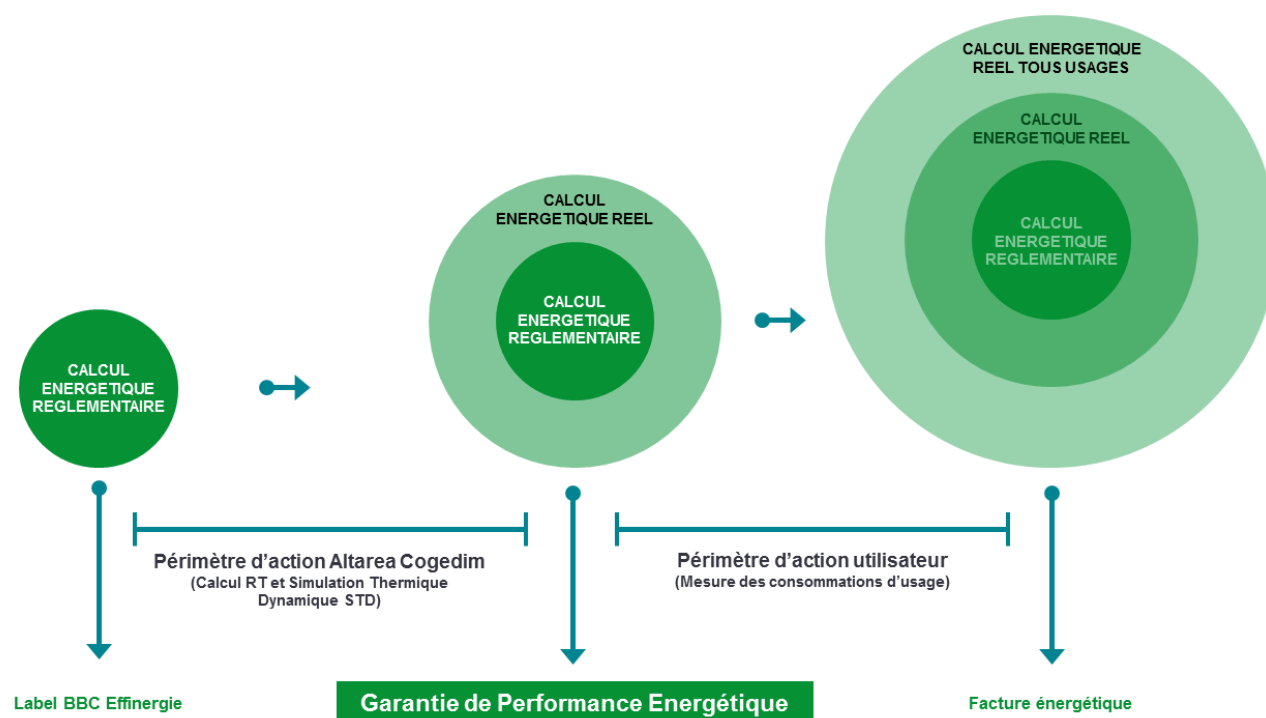 CALCUL
ENERGETIQUE
REGLEMENTAIRE
CALCUL
ENERGETIQUE REEL
CALCUL
ENERGETIQUE
REGLEMENTAIRE
CALCUL ENERGETIQUE
REEL TOUS USAGES
CALCUL
ENERGETIQUE REEL
CALCUL
ENERGETIQUE
REGLEMENTAIRE
Périmètre d’action Altarea Cogedim
(Calcul RT et Simulation Thermique
Dynamique STD)
Périmètre d’action utilisateur
(Mesure des consommations d’usage)
Label BBC Effinergie
Garantie de Performance Energétique
Facture énergétique